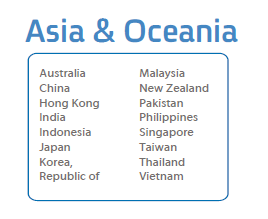 Asia & Oceania
Australia
China
Hong Kong
India
Indonesia
Japan
Korea,
Republic of
Malaysia
New Zealand
Pakistan
Philippines
Singapore
Taiwan
Thailand
Vietnam